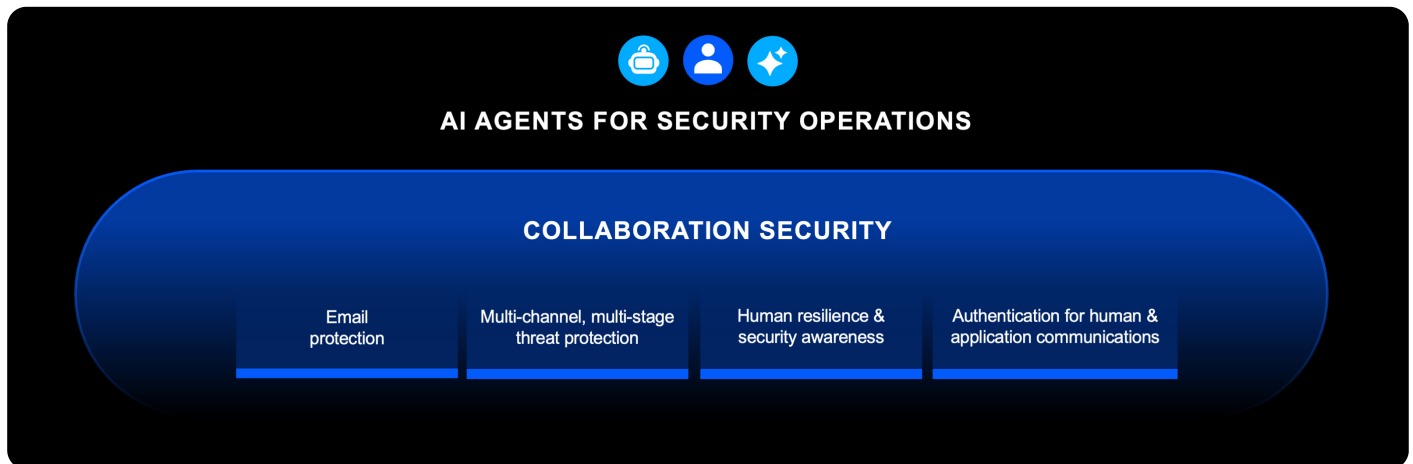 AI AGENTS FOR SECURITY OPERATIONS
COLLABORATION SECURITY
Email
protection
Multi-channel, multi-stage
threat protection
Human resilience &
security awareness
Authentication for human &
application communications